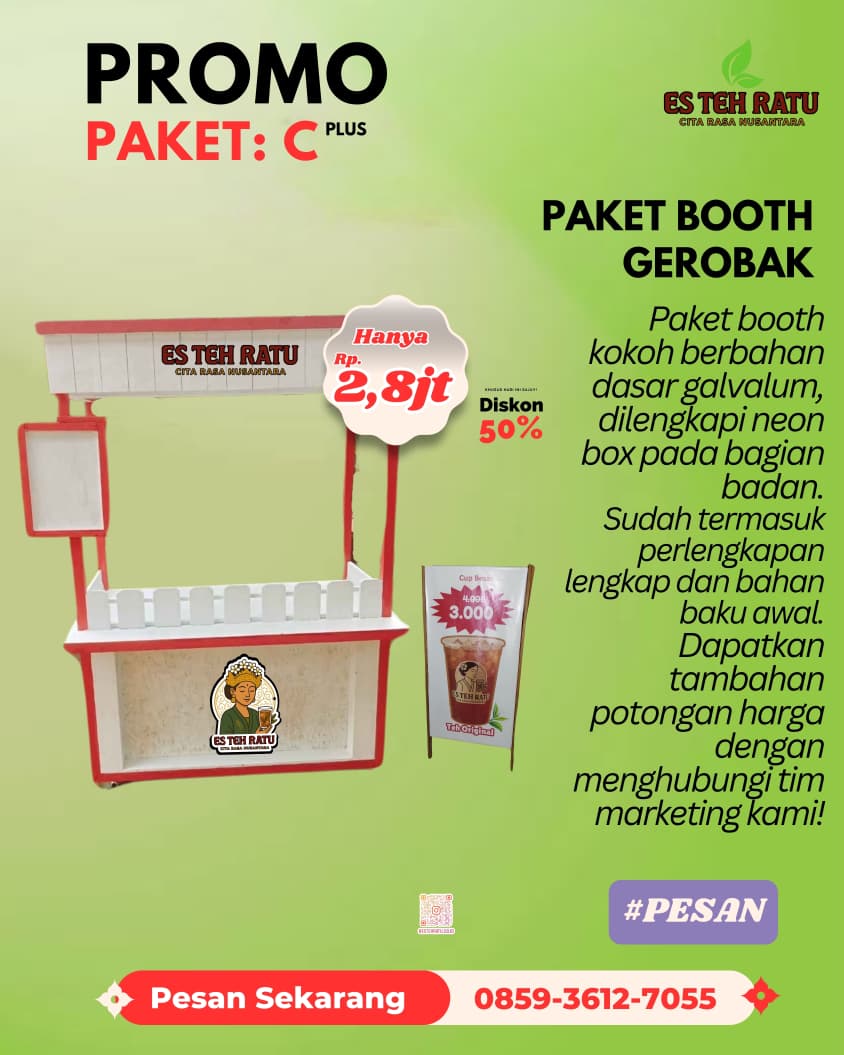 PROMO
PAKET: C PLUS
ES TEH RATU
CITA RASA NUSANTARA
PAKET BOOTH
GEROBAK
Paket booth
kokoh berbahan
dasar galvalum,
dilengkapi neon
box pada bagian
badan.
Sudah termasuk
perlengkapan
lengkap dan bahan
baku awal.
Dapatkan
tambahan
potongan harga
dengan
menghubungi tim
marketing kami!
ES TEH RATU
CITA RASA NUSANTARA
Hanya
Rp.
2,8jt
Diskon
50%
Cup Besar
3.000
ES TEH RATU
Teh Original
ES TEH RATU
CITA RASA NUSANTARA
#PESAN
Pesan Sekarang
0859-3612-7055